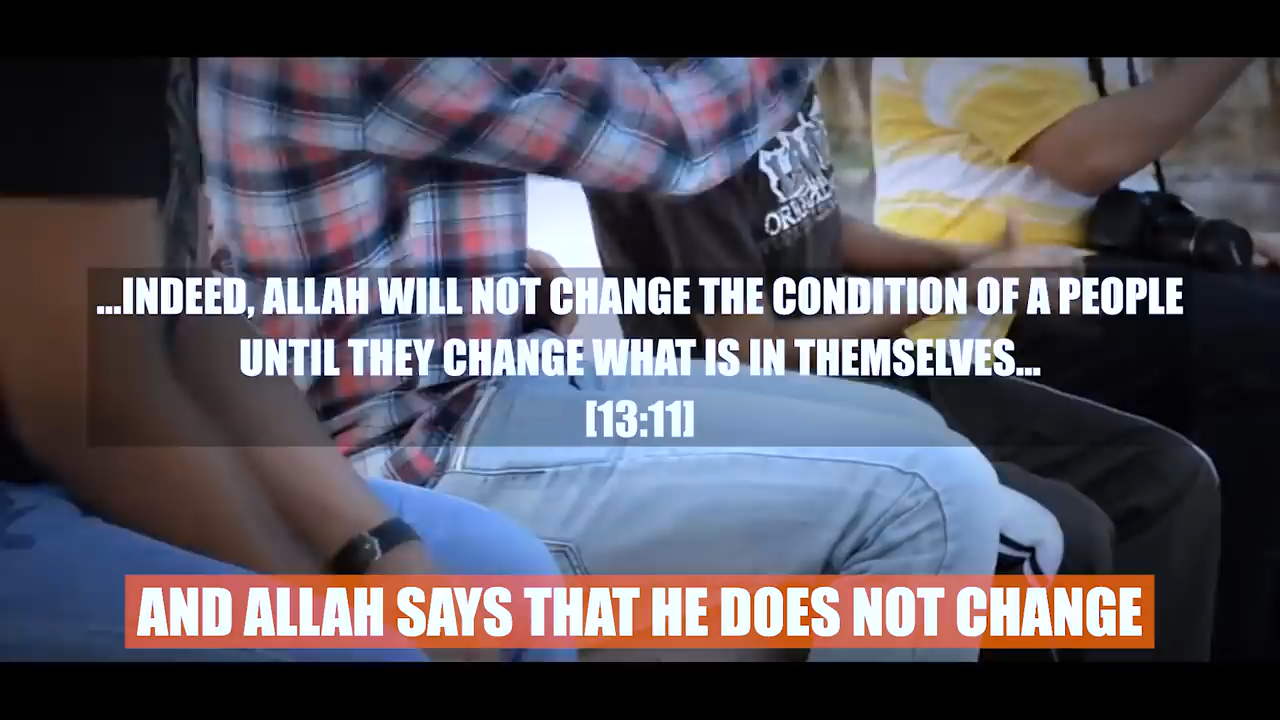 ...INDEED, ALLAH WILL NOT CHANGE THE CONDITION OF A PEOPLE
UNTIL THEY CHANGE WHAT IS IN THEMSELVES...
[13:11]
AND ALLAH SAYS THAT HE DOES NOT CHANGE